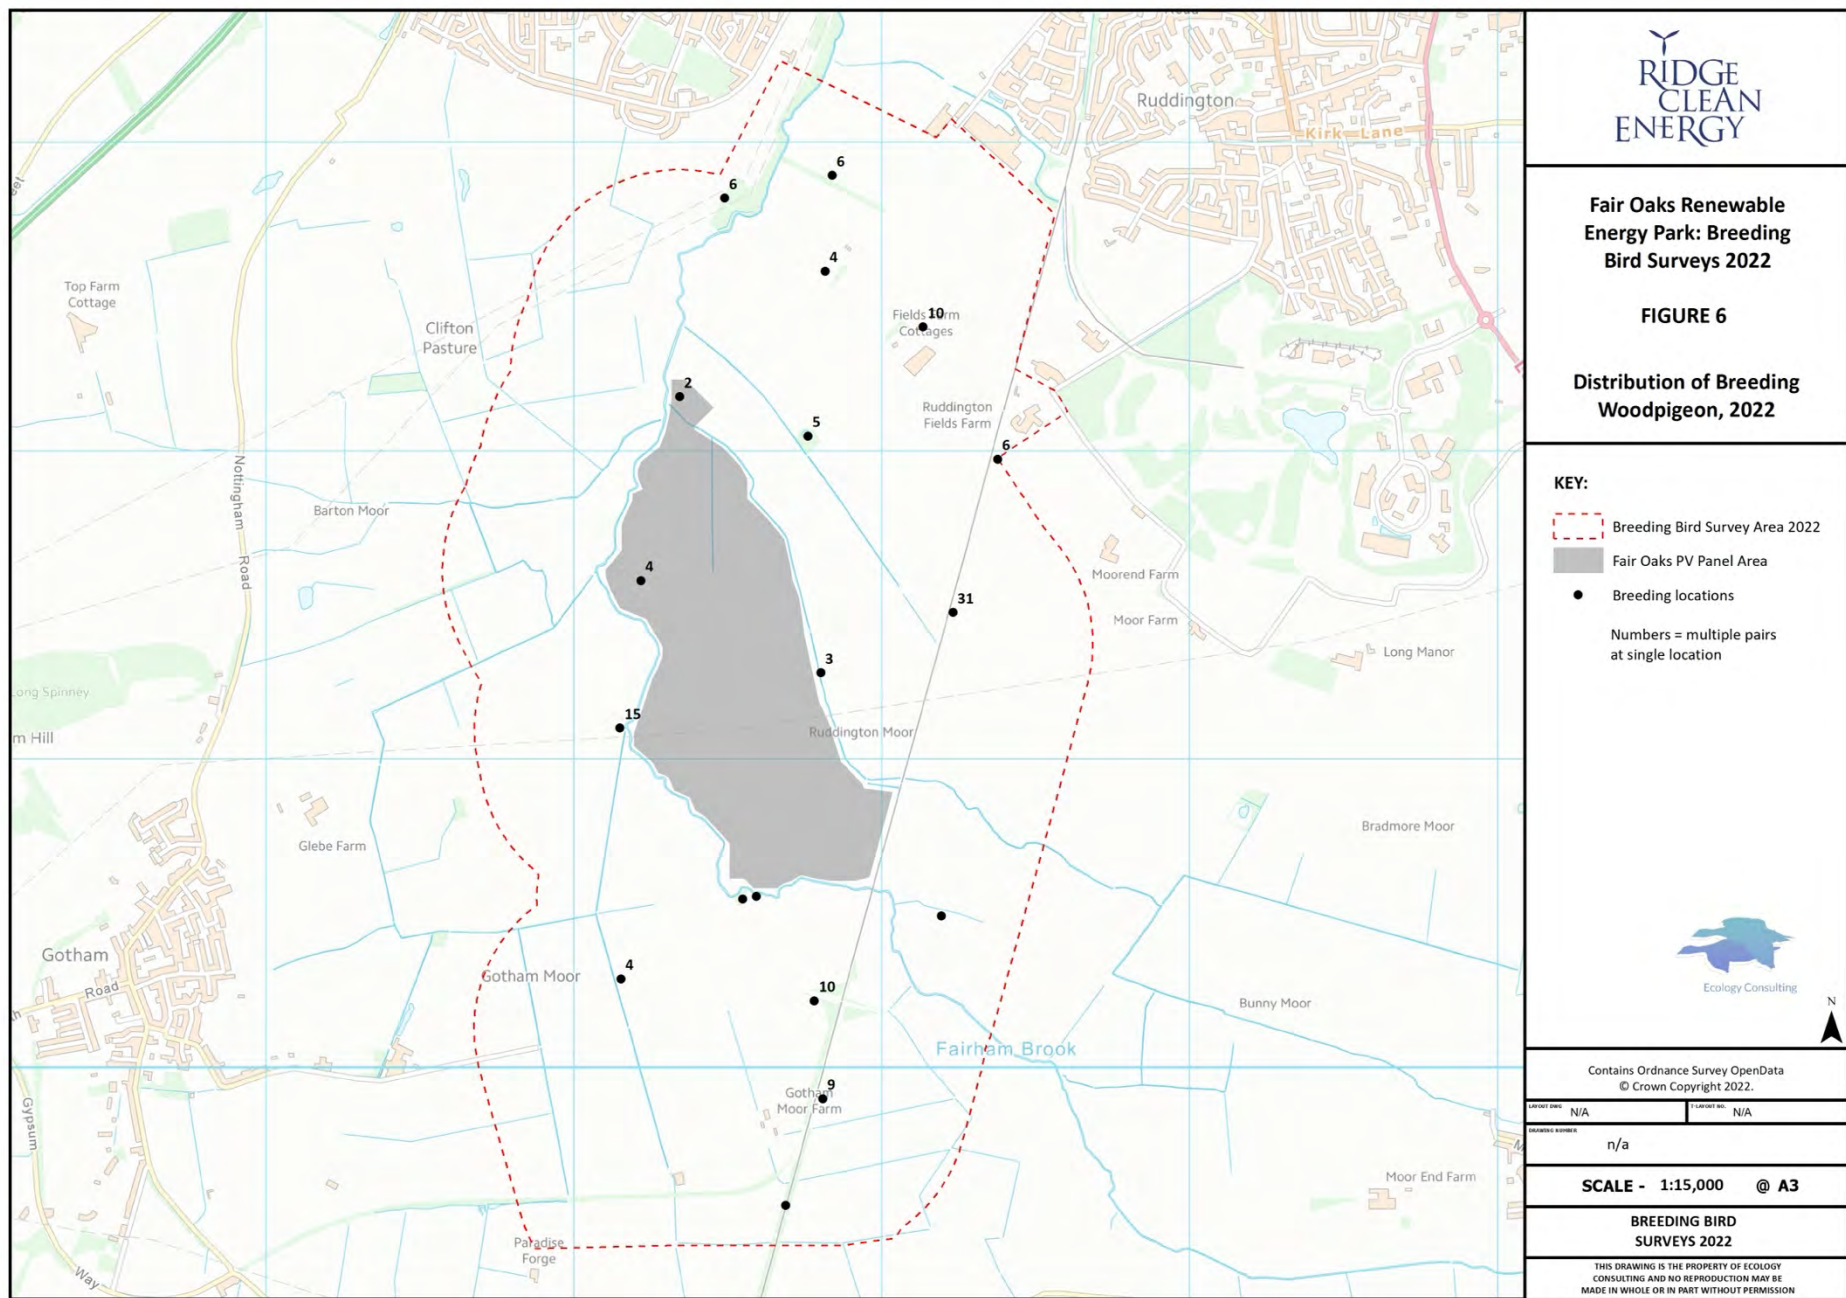 Ruddington
Kirk Lane
6
6
Top Farm
Cottage
4
Clifton
Pasture
Fields Farm
Cottages
10
2
Ruddington
Fields Farm
5
6
Nottingham Road
Barton Moor
4
Moorend Farm
31
Moor Farm
3
Long Manor
Long Spinney
15
Ruddington Moor
m Hill
Bradmore Moor
Glebe Farm
Gotham
Road
Gotham Moor
4
10
Bunny Moor
Fairham Brook
Gotham
Moor Farm
9
Gypsum
Way
Moor End Farm
Paradise
Forge
RIDGE
CLEAN
ENERGY
Fair Oaks Renewable
Energy Park: Breeding
Bird Surveys 2022
FIGURE 6
Distribution of Breeding
Woodpigeon, 2022
KEY:
Breeding Bird Survey Area 2022
Fair Oaks PV Panel Area
Breeding locations
Numbers = multiple pairs
at single location
Ecology Consulting
N
Contains Ordnance Survey OpenData
© Crown Copyright 2022.
LAYOUT DWG N/A
T-LAYOUT NO. N/A
DRAWING NUMBER
n/a
SCALE - 1:15,000 @ A3
BREEDING BIRD
SURVEYS 2022
THIS DRAWING IS THE PROPERTY OF ECOLOGY
CONSULTING AND NO REPRODUCTION MAY BE
MADE IN WHOLE OR IN PART WITHOUT PERMISSION